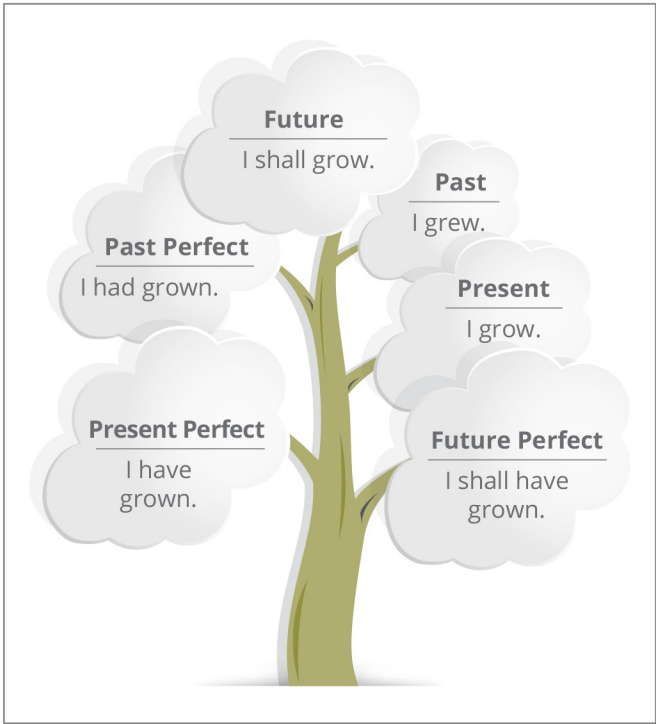 Future
I shall grow.
Past
I grew.
Past Perfect
I had grown.
Present
I grow.
Present Perfect
I have
grown.
Future Perfect
I shall have
grown.